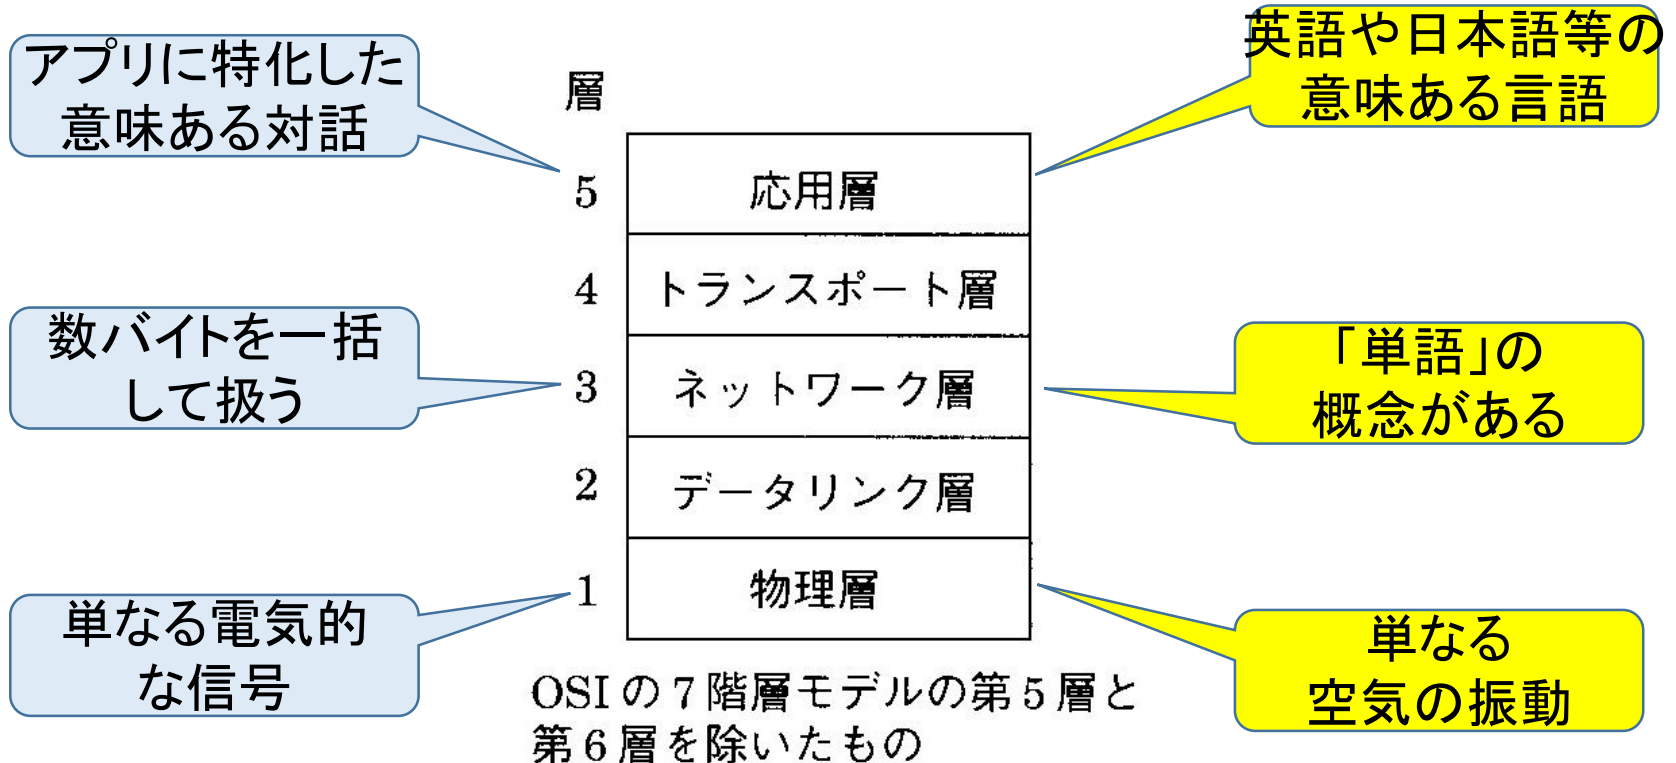 アプリに特化した
意味ある対話
英語や日本語等の
意味ある言語
層
5 応用層
4 トランスポート層
数バイトを一括
して扱う
3 ネットワーク層
「単語」の
概念がある
2 データリンク層
1 物理層
単なる電気的
な信号
単なる
空気の振動
OSIの7階層モデルの第5層と
第6層を除いたもの